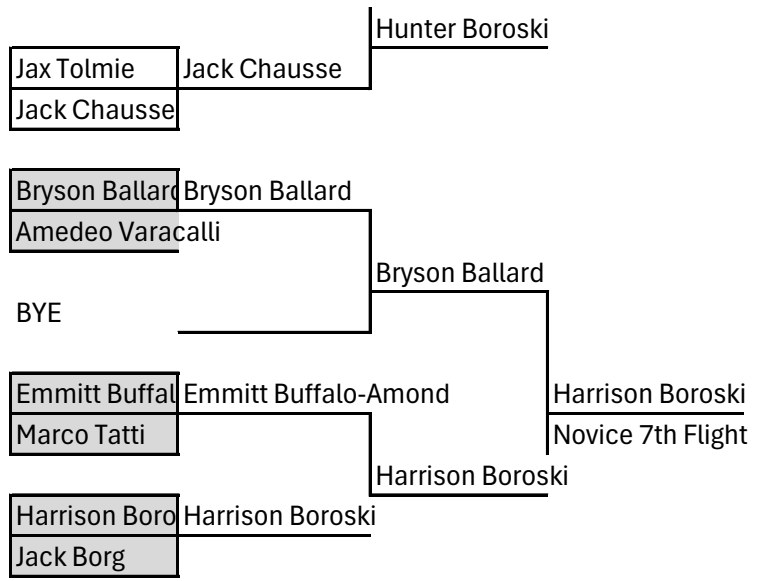 Hunter Boroski
Jax Tolmie Jack Chausse
Jack Chausse
Bryson Ballard Bryson Ballard
Amedeo Varacalli
Bryson Ballard
BYE
Emmitt Buffal Emmitt Buffalo-Amond Harrison Boroski
Marco Tatti Novice 7th Flight
Harrison Boroski
Harrison Boro Harrison Boroski
Jack Borg